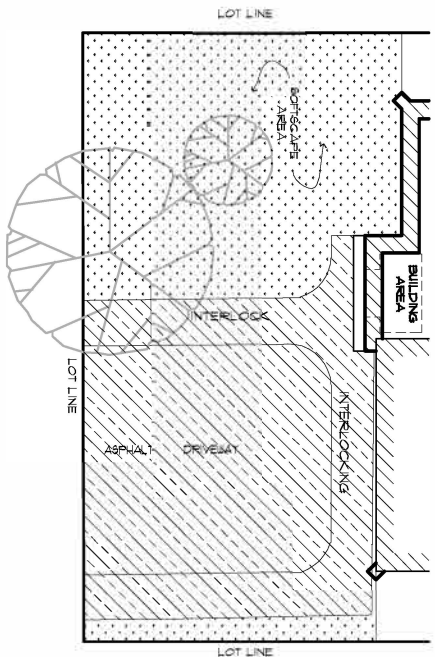 LOT LINE
SOFTSCAPE
AREA
BUILDING
AREA
INTERLOCK
LOT LINE
INTERLOCKING
ASPHALT DRIVEWAY
LOT LINE